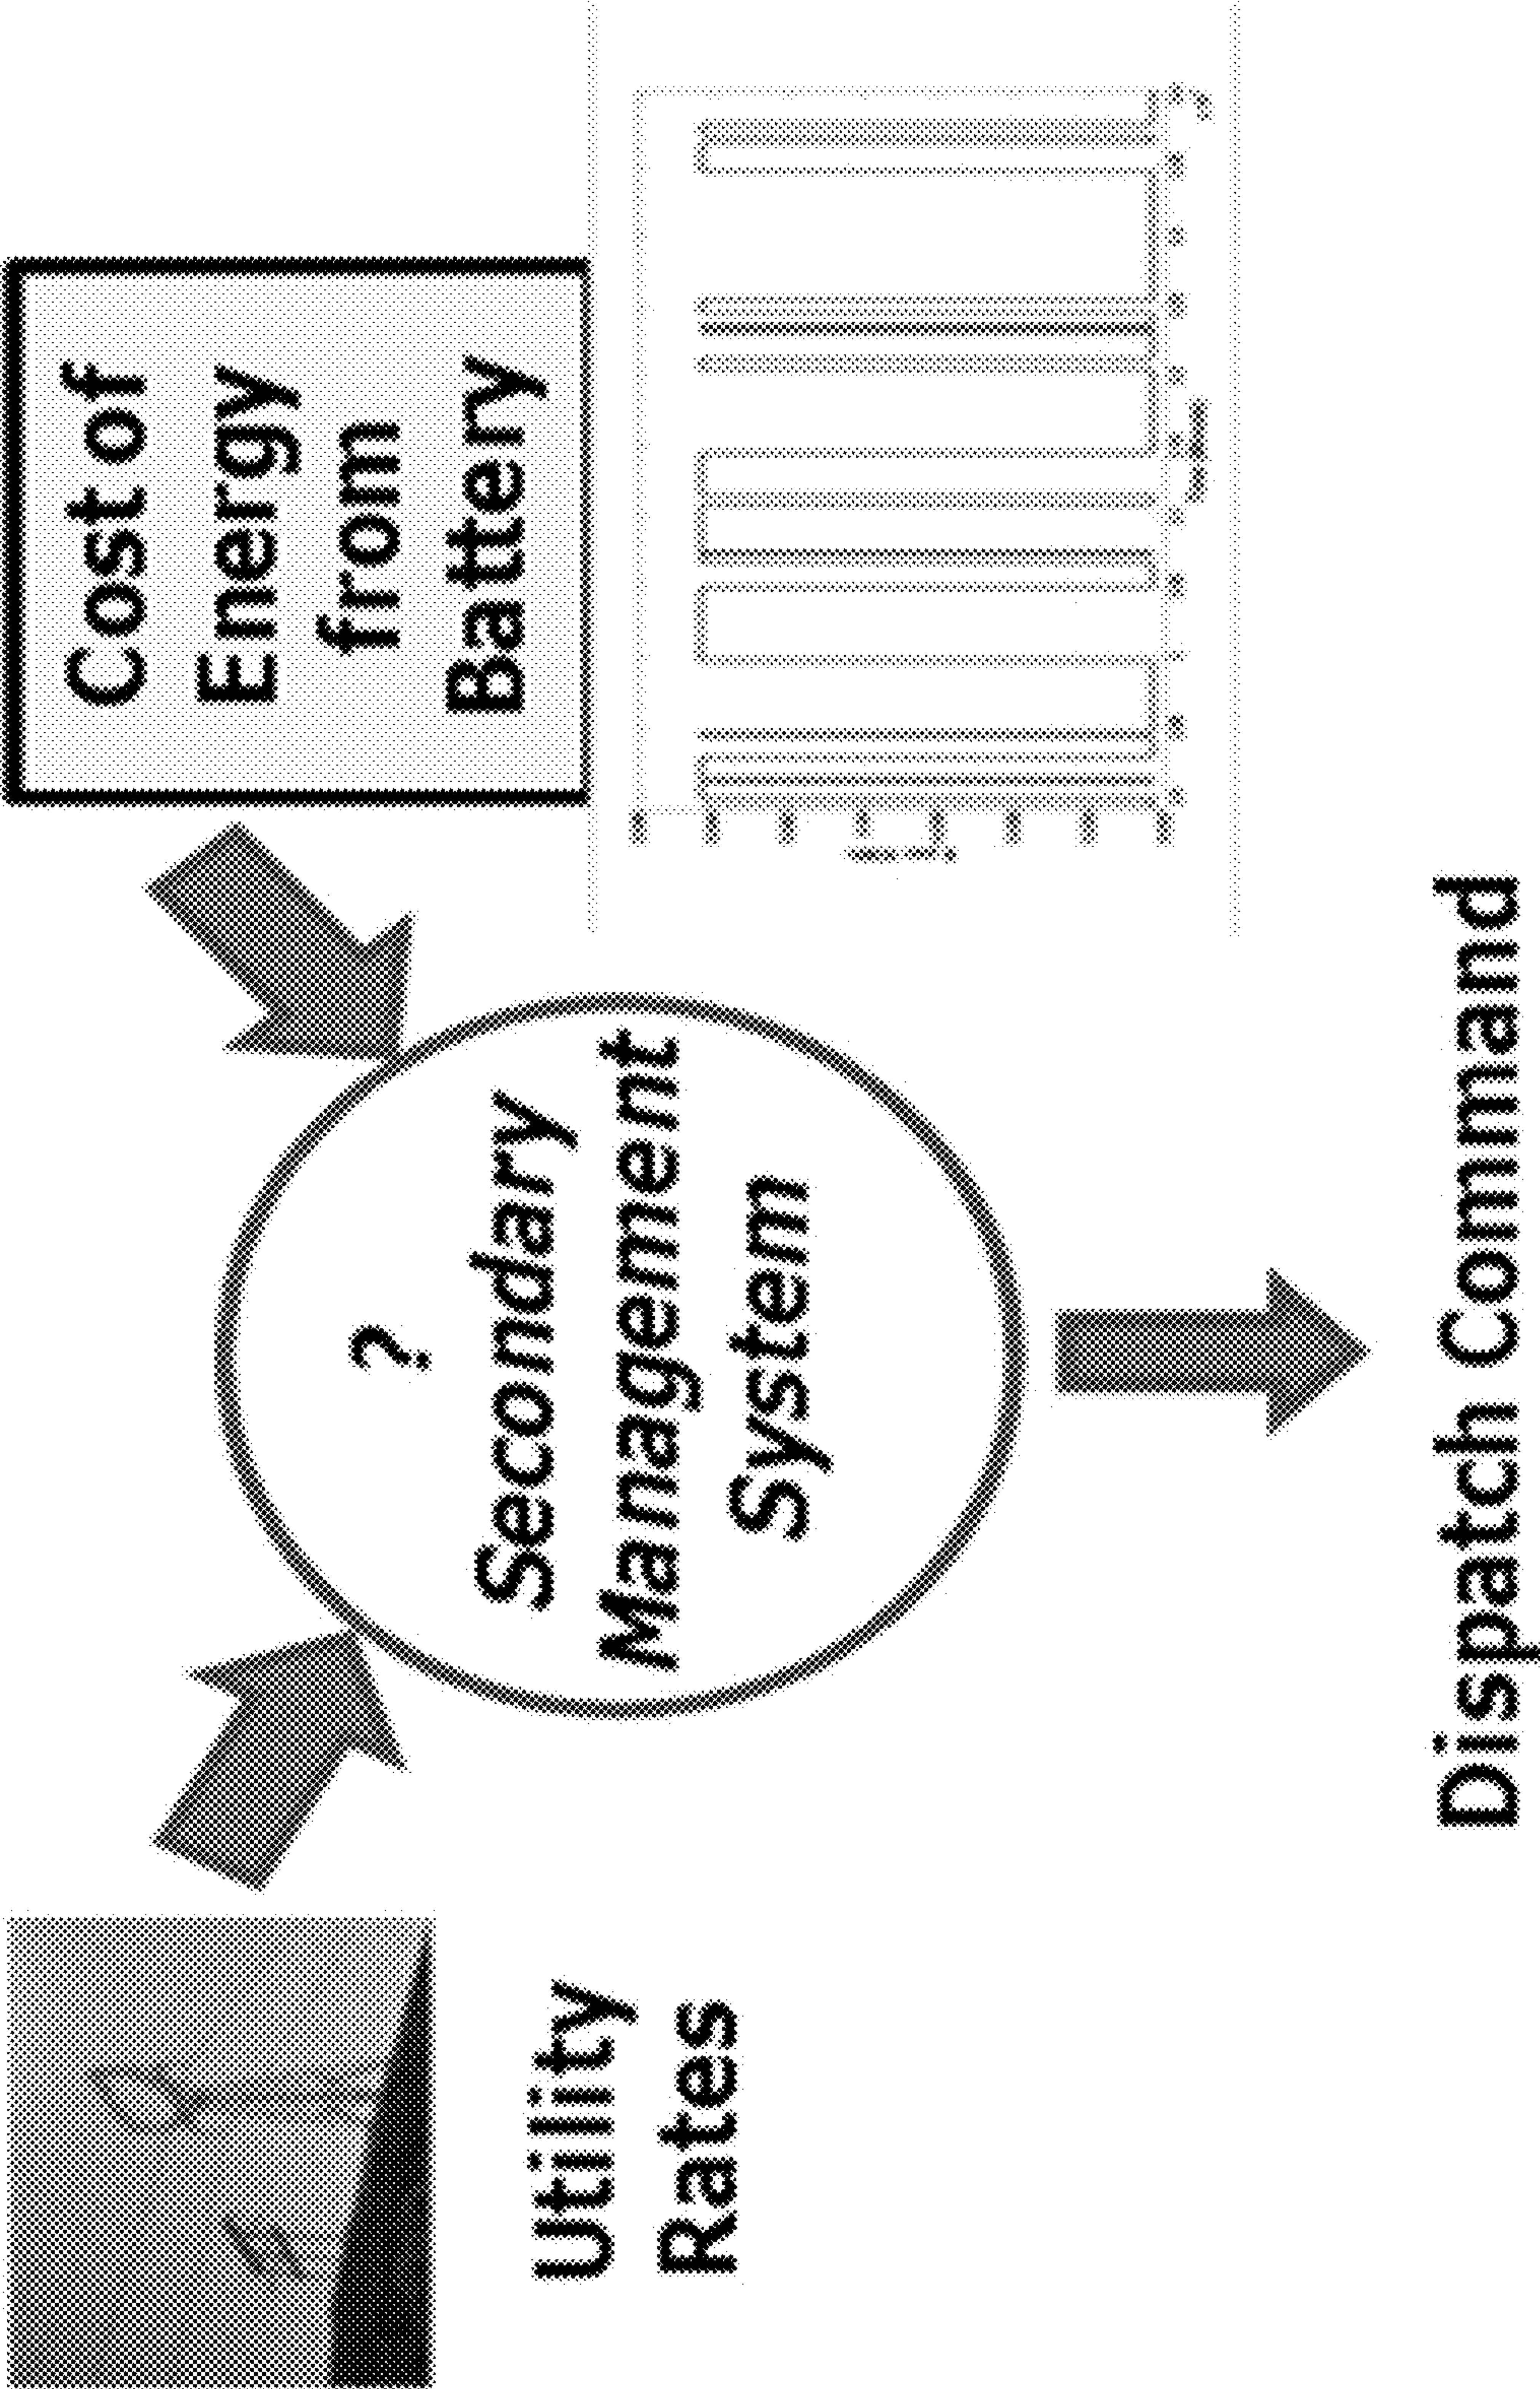 Utility
Rates
?
Secondary
Management
System
Cost of
Energy
from
Battery
Dispatch Command